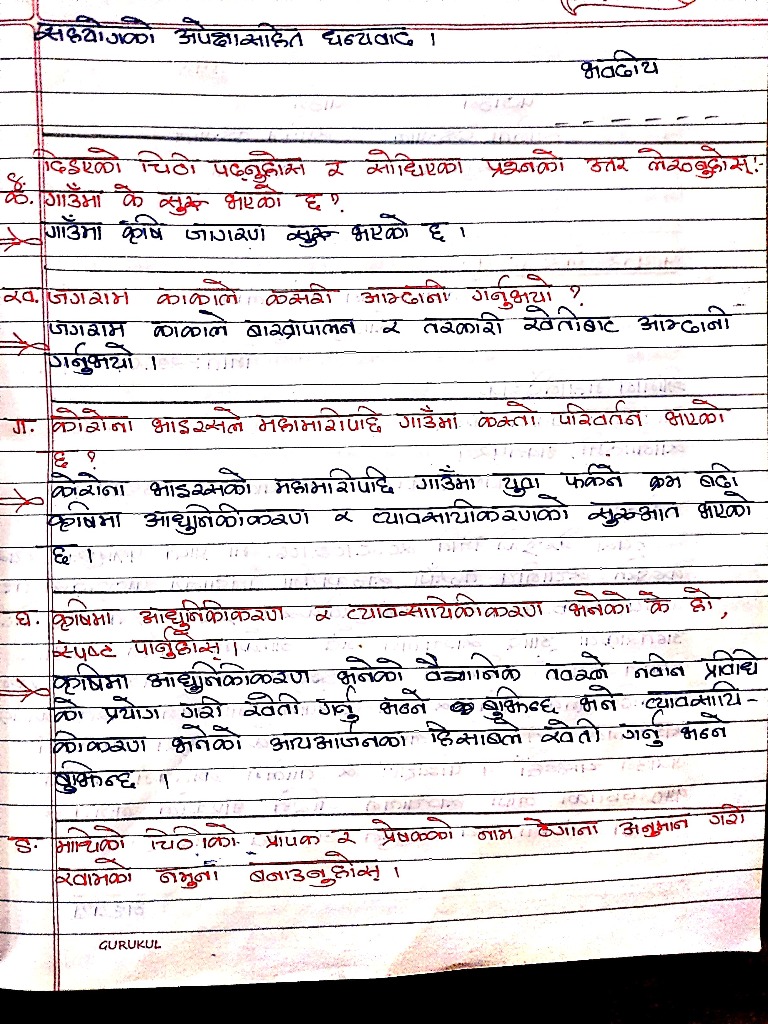 सहयोगको अपेक्षासहित धन्यवाद ।
भवदीय
४. दिइएको चिठी पढ्नुहोस र सोधिएका प्रश्नको उत्तर लेख्नुहोस्:-
क. गाउँमा के सुरु भएको छ ?
गाउँमा कृषि जागरण सुरु भएको छ ।
ख. जगराम काकाले कसरी आम्दानी गर्नुभयो ?
जगराम काकाले बाख्रापालन र तरकारी खेतीबाट आम्दानी
गर्नुभयो ।
ग. कोरोना भाइरसले महामारीपछि गाउँमा कस्तो परिवर्तन भएको
छ ?
कोरोना भाइरसको महामारीपछि गाउँमा युवा फर्कने क्रम बढी
कृषिमा आधुनिकीकरण र व्यावसायीकरणको सुरुआत भएको
छ ।
घ. कृषिमा आधुनिकीकरण र व्यावसायिकीकरण भनेको के हो,
स्पष्ट पार्नुहोस् ।
कृषिमा आधुनिकीकरण भनेको वैज्ञानिक तवरले नवीन प्रविधि
को प्रयोग गरी खेती गर्नु भन्ने बुझिन्छ भने व्यावसायि-
कीकरण भनेको आयआर्जनका हिसाबले खेती गर्नु भन्ने
बुझिन्छ ।
ङ. माथिको चिठीको प्रापक र प्रेषकको नाम ठेगाना अनुमान गरी
खामको नमुना बनाउनुहोस् ।
GURUKUL